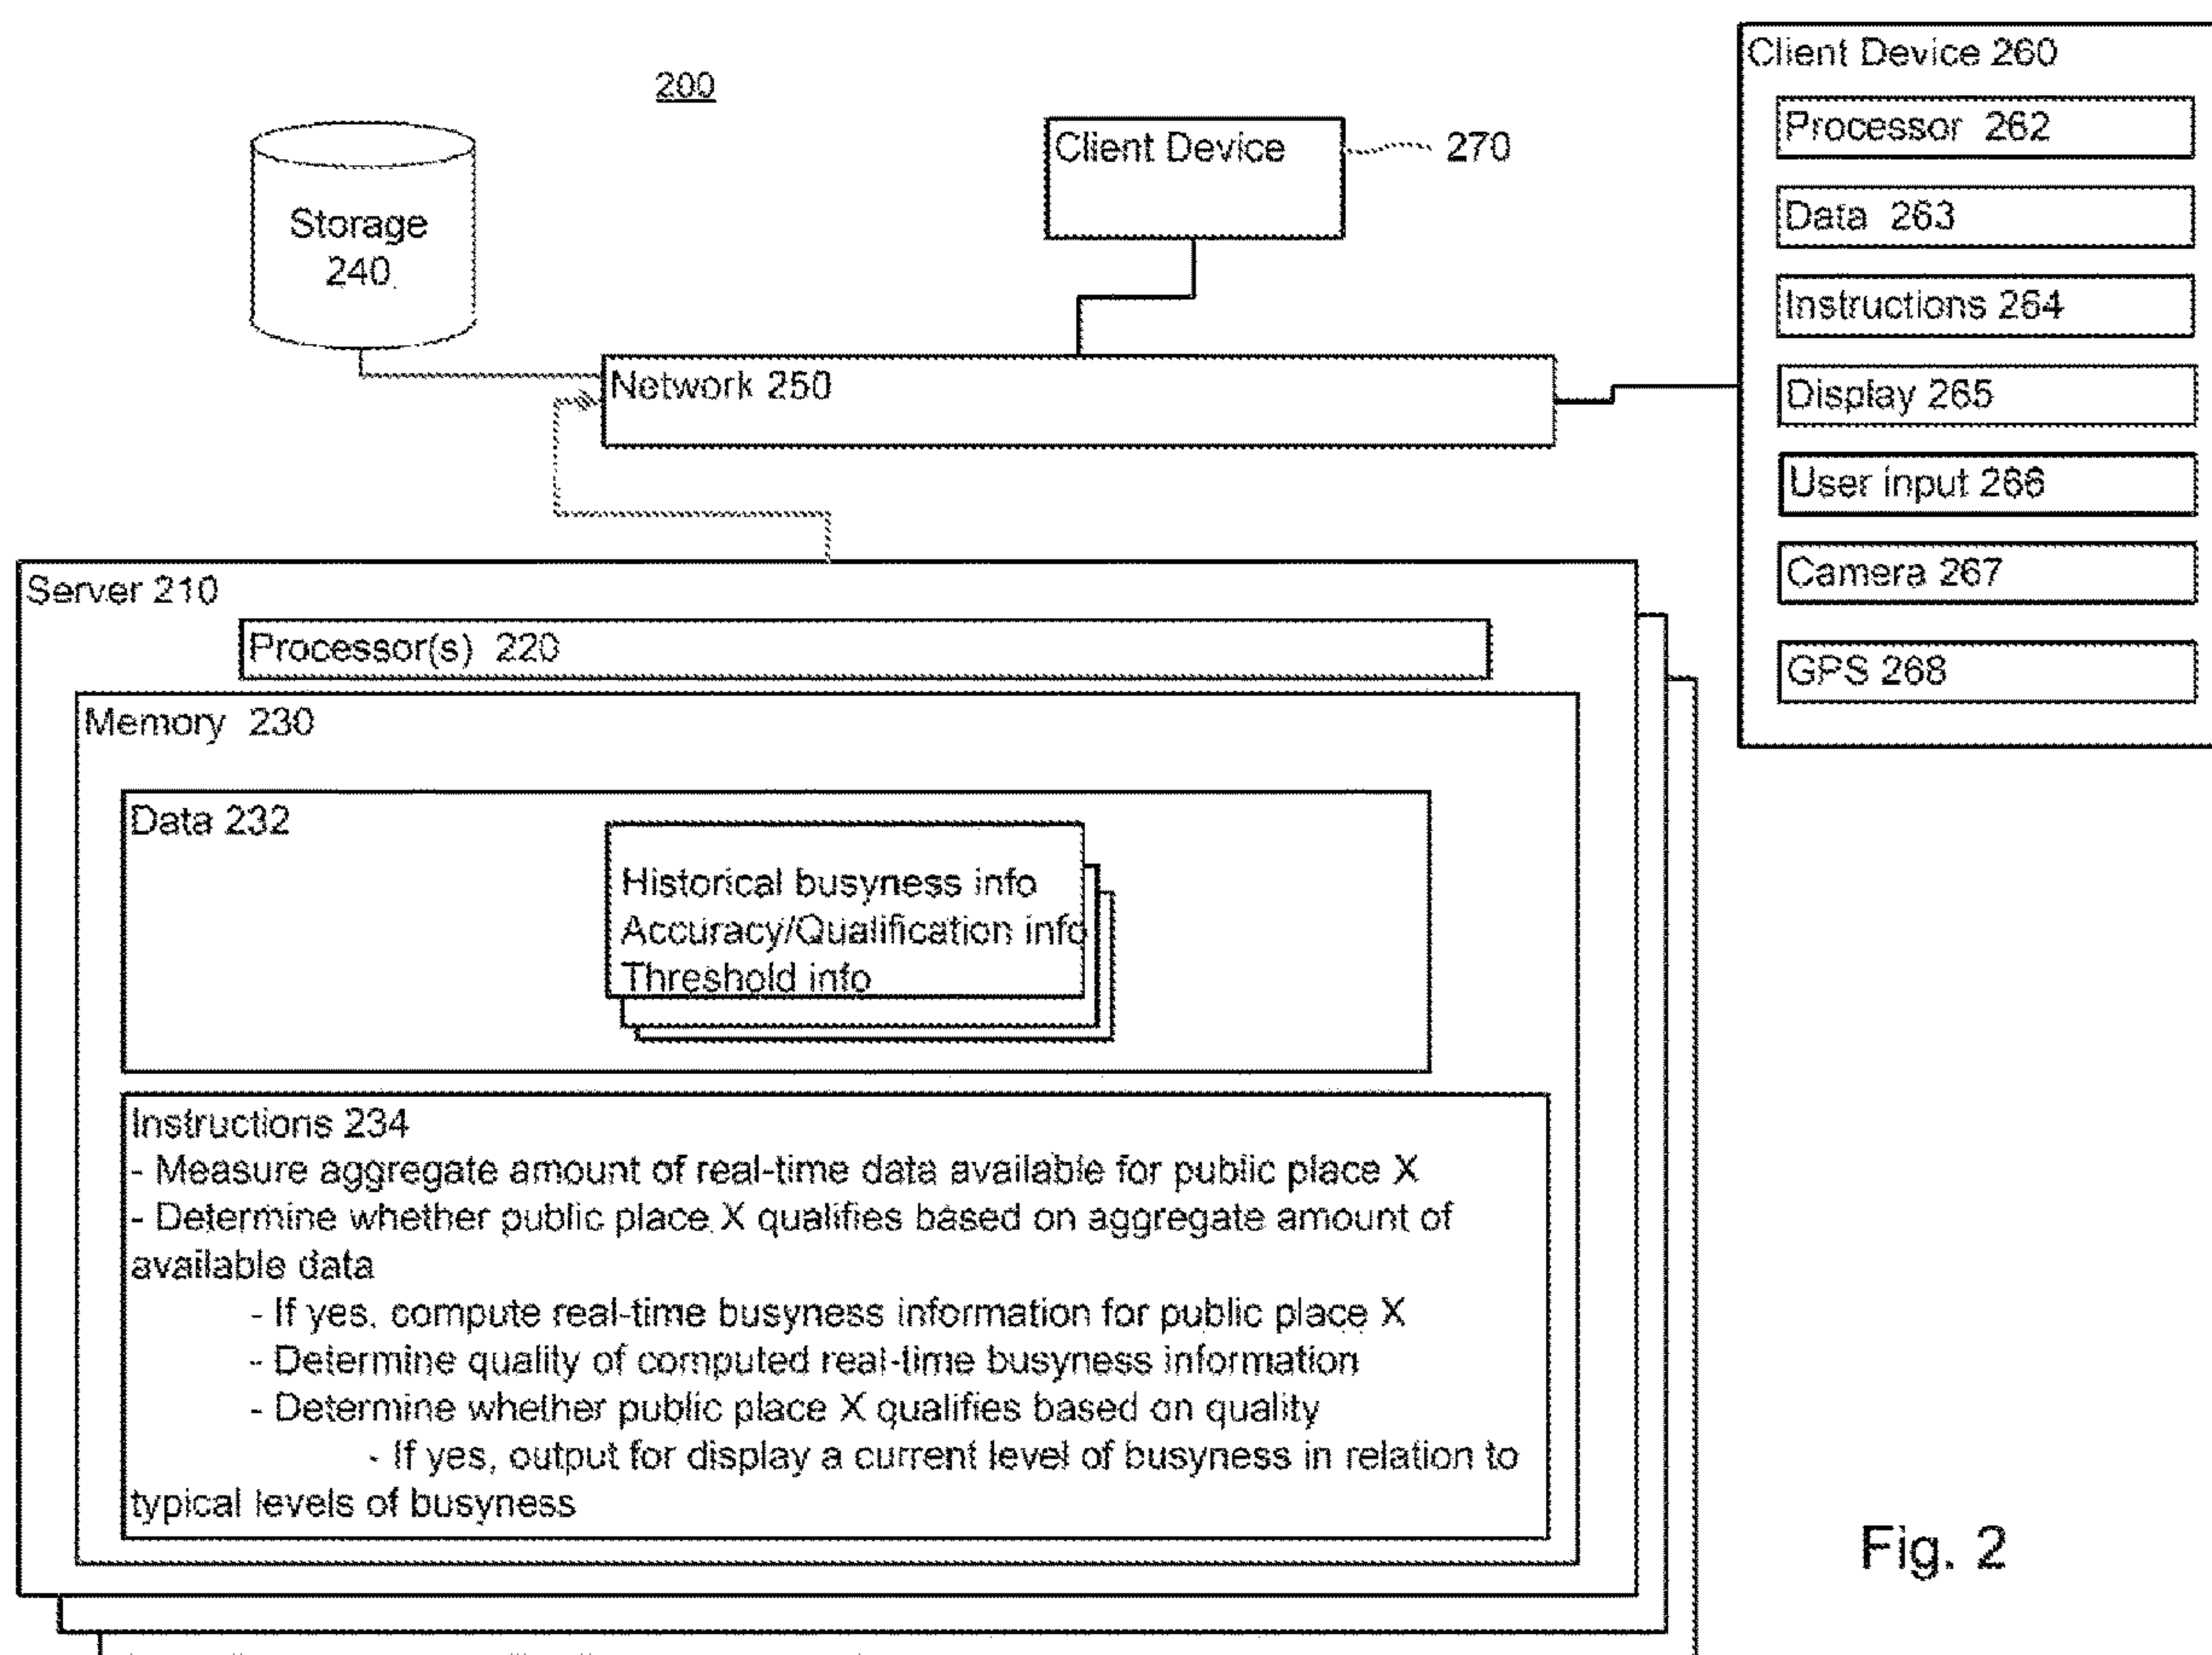 200
Storage
240
Client Device
270
Network 250
Client Device 260
Processor 262
Data 263
Instructions 264
Display 265
User input 266
Camera 267
GPS 268
Server 210
Processor(s) 220
Memory 230
Data 232
Historical busyness info
Accuracy/Qualification info
Threshold info
Instructions 234
- Measure aggregate amount of real-time data available for public place X
- Determine whether public place X qualifies based on aggregate amount of
available data
- If yes, compute real-time busyness information for public place X
- Determine quality of computed real-time busyness information
- Determine whether public place X qualifies based on quality
- If yes, output for display a current level of busyness in relation to
typical levels of busyness
Fig. 2